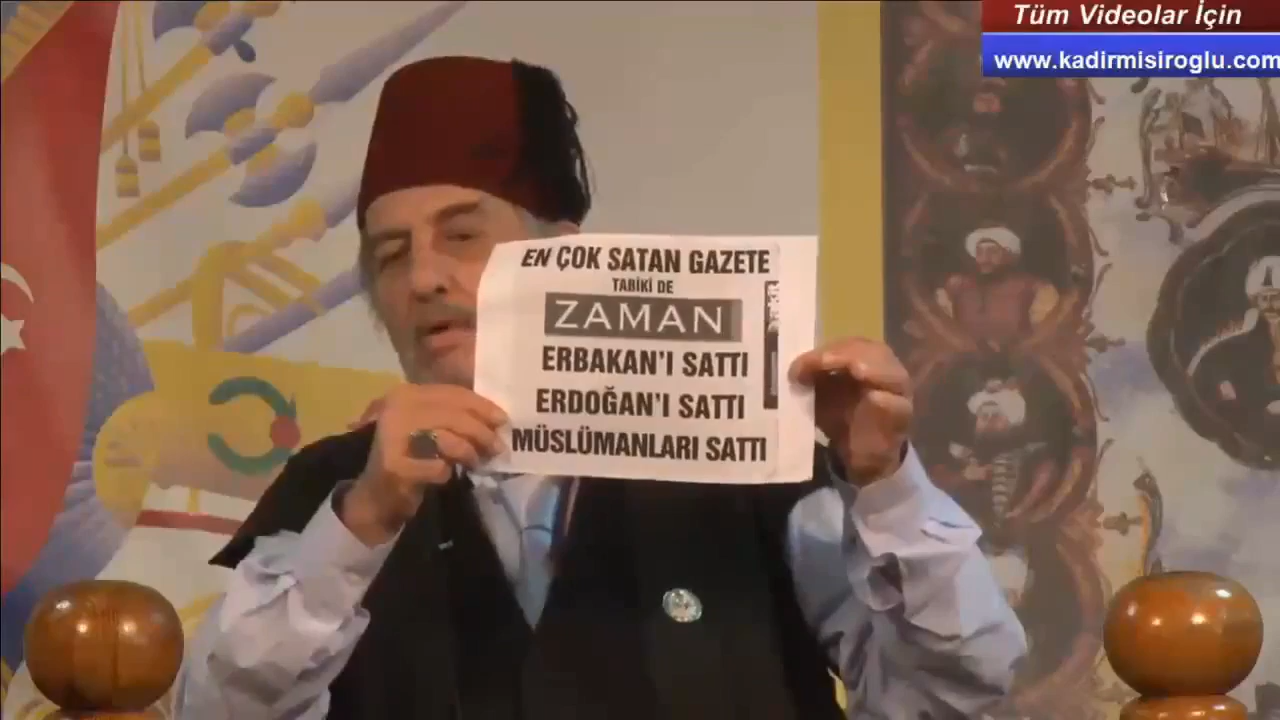 Tüm Videolar İçin
www.kadirmisiroglu.com
EN ÇOK SATAN GAZETE
TABİKİ DE
ZAMAN
ERBAKAN'I SATTI
ERDOĞAN'I SATTI
MÜSLÜMANLARI SATTI